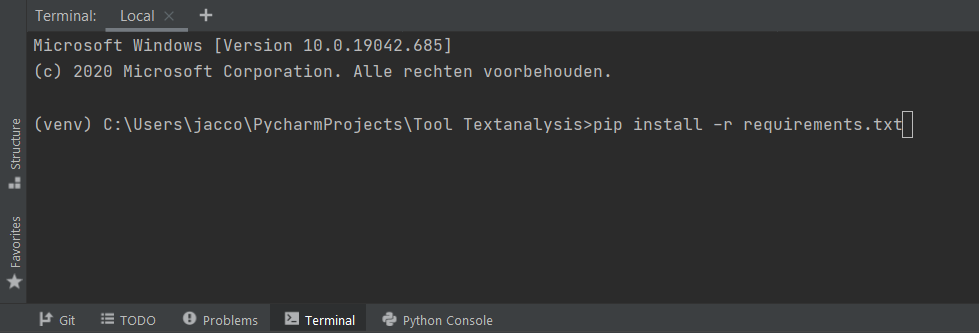 Terminal: Local × +
Microsoft Windows [Version 10.0.19042.685]
(c) 2020 Microsoft Corporation. Alle rechten voorbehouden.
(venv) C:\Users\jacco\PycharmProjects\Tool Textanalysis>pip install -r requirements.txt
Structure
Favorites
Git TODO Problems Terminal Python Console